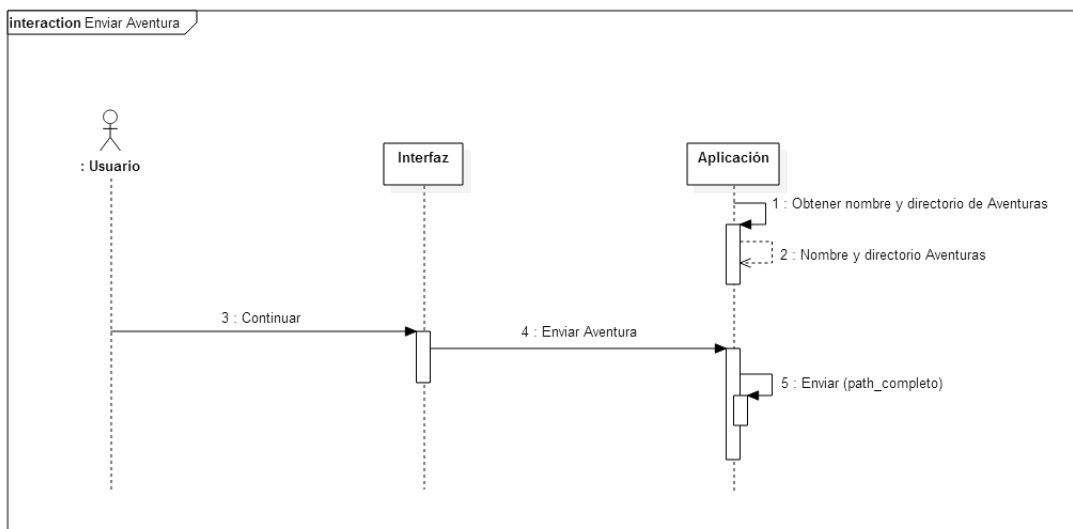 interaction Enviar Aventura
: Usuario
Interfaz
Aplicación
1 : Obtener nombre y directorio de Aventuras
2 : Nombre y directorio Aventuras
3 : Continuar
4 : Enviar Aventura
5 : Enviar (path_completo)